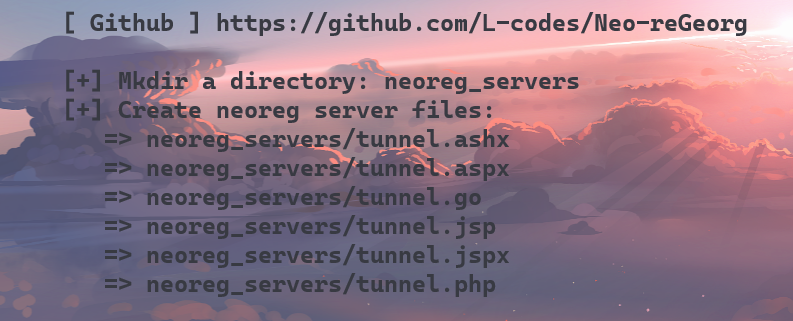 [ Github ] https://github.com/L-codes/Neo-reGeorg
[+] Mkdir a directory: neoreg_servers
[+] Create neoreg server files:
=> neoreg_servers/tunnel.ashx
=> neoreg_servers/tunnel.aspx
=> neoreg_servers/tunnel.go
=> neoreg_servers/tunnel.jsp
=> neoreg_servers/tunnel.jspx
=> neoreg_servers/tunnel.php